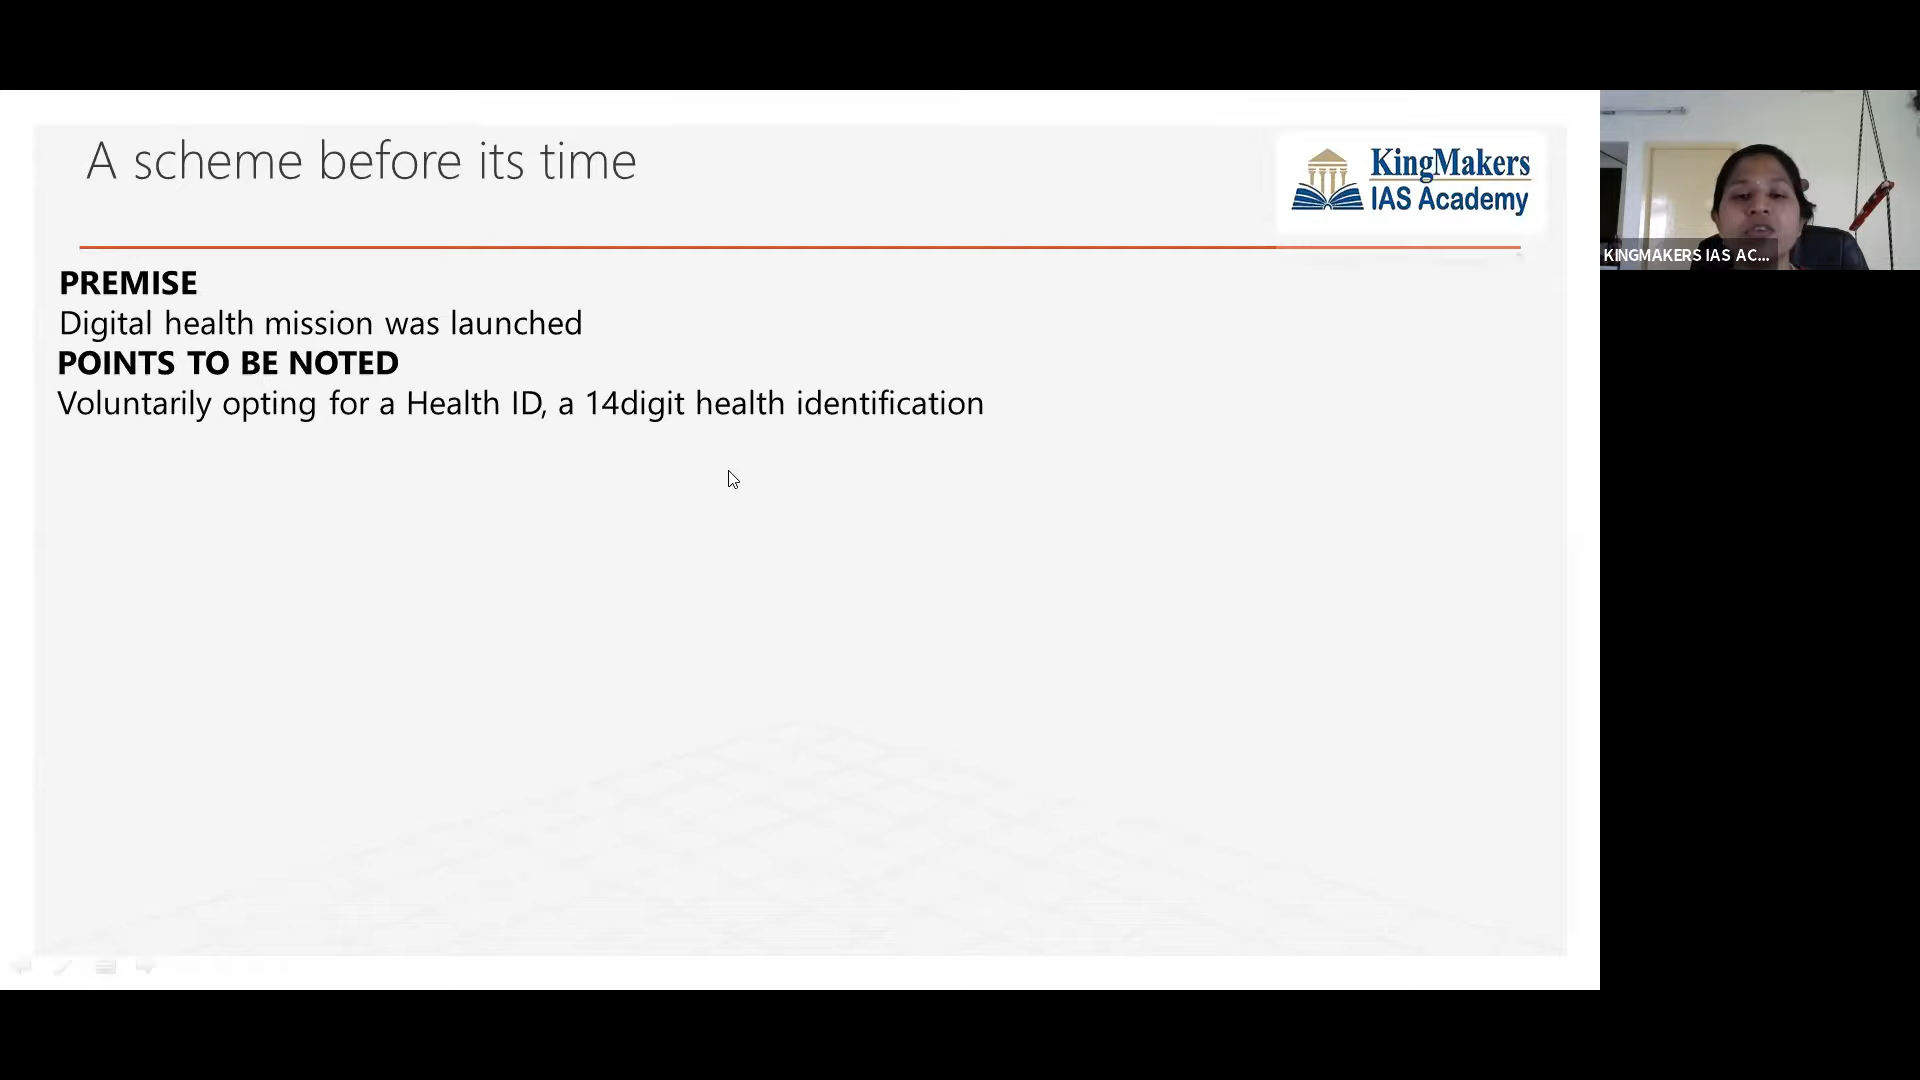 A scheme before its time
KingMakers
IAS Academy
PREMISE
Digital health mission was launched
POINTS TO BE NOTED
Voluntarily opting for a Health ID, a 14digit health identification
KINGMAKERS IAS AC...